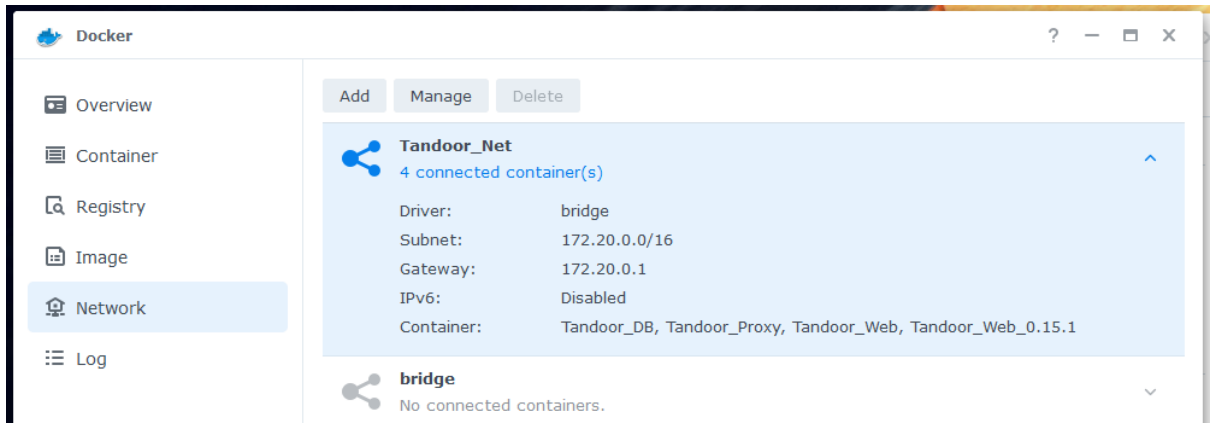 Docker
?
Overview
Container
Registry
Image
Network
Log
Add Manage Delete
Tandoor_Net
4 connected container(s)
Driver: bridge
Subnet: 172.20.0.0/16
Gateway: 172.20.0.1
IPv6: Disabled
Container: Tandoor_DB, Tandoor_Proxy, Tandoor_Web, Tandoor_Web_0.15.1
bridge
No connected containers.